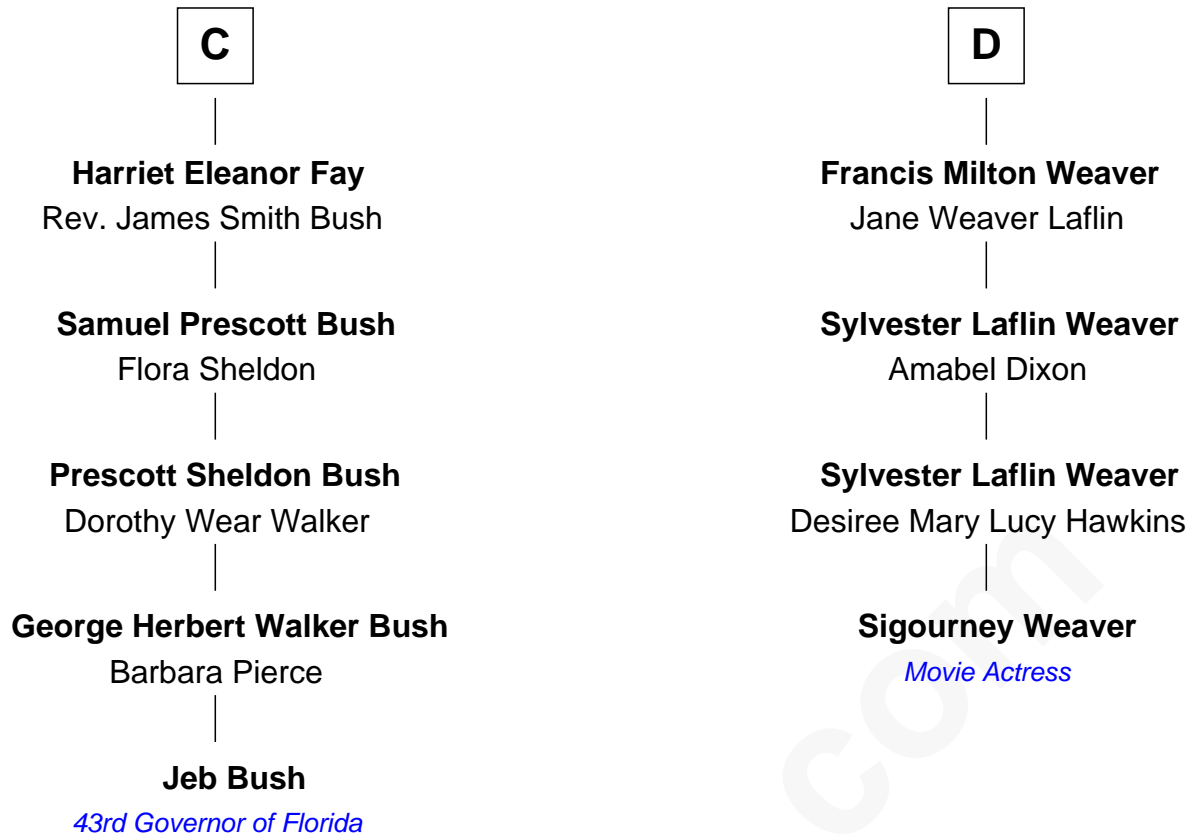 C
Harriet Eleanor Fay
Rev. James Smith Bush
Samuel Prescott Bush
Flora Sheldon
Prescott Sheldon Bush
Dorothy Wear Walker
George Herbert Walker Bush
Barbara Pierce
Jeb Bush
43rd Governor of Florida
D
Francis Milton Weaver
Jane Weaver Laflin
Sylvester Laflin Weaver
Amabel Dixon
Sylvester Laflin Weaver
Desiree Mary Lucy Hawkins
Sigourney Weaver
Movie Actress
com